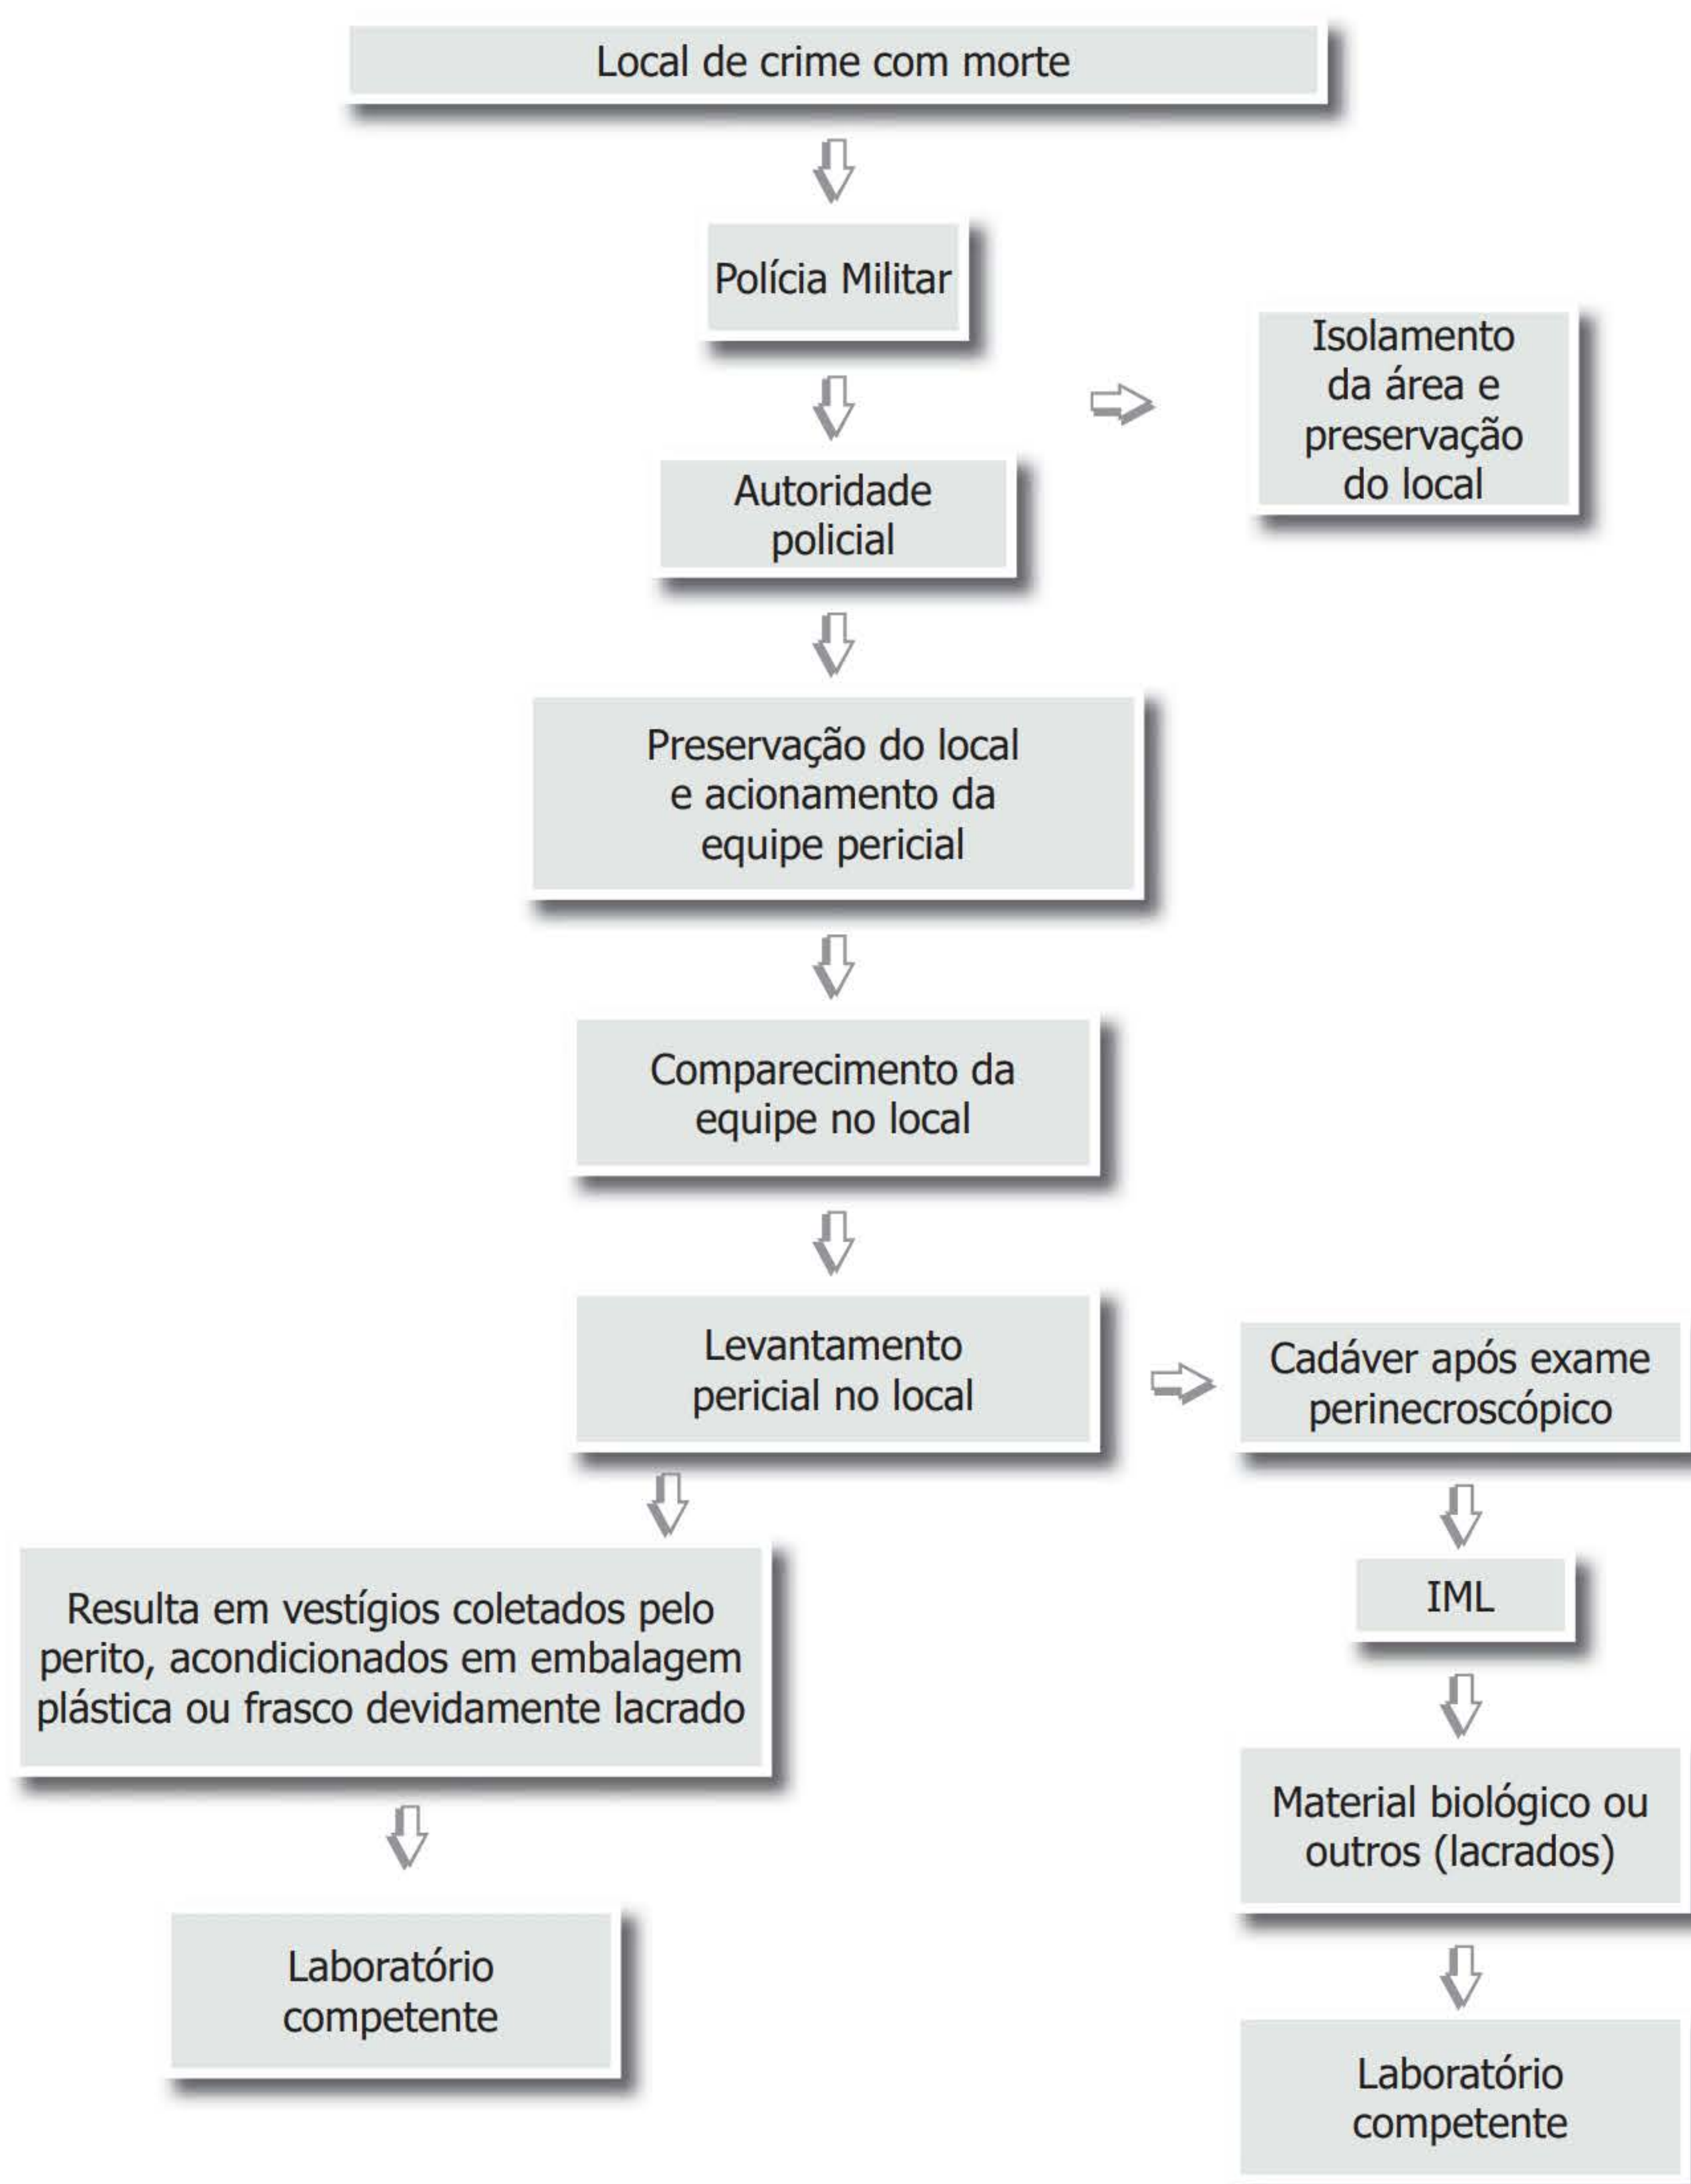 Local de crime com morte
Polícia Militar
Isolamento
da área e
preservação
do local
Autoridade
policial
Preservação do local
e acionamento da
equipe pericial
Comparecimento da
equipe no local
Levantamento
pericial no local
Cadáver após exame
perinecroscópico
Resulta em vestígios coletados pelo
perito, acondicionados em embalagem
plástica ou frasco devidamente lacrado
IML
Material biológico ou
outros (lacrados)
Laboratório
competente
Laboratório
competente